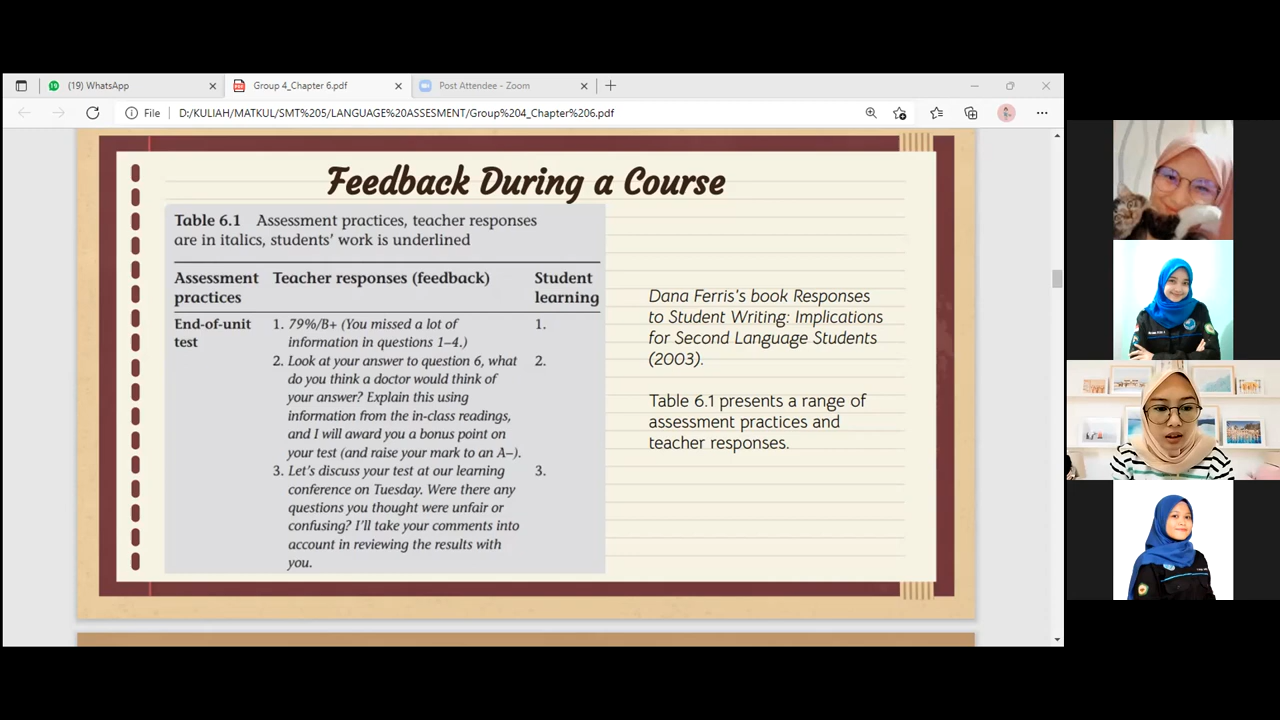 (19) WhatsApp
Group 4_Chapter 6.pdf
Post Attendee - Zoom
File
D:/KULIAH/MATKUL/SMT%205/LANGUAGE%20ASSESMENT/Group%204_Chapter%206.pdf
Feedback During a Course
Table 6.1 Assessment practices, teacher responses
are in italics, students' work is underlined
Assessment practices
Teacher responses (feedback)
Student learning
End-of-unit test
1. 79%/B+ (You missed a lot of
information in questions 1–4.)
1.
2. Look at your answer to question 6, what
do you think a doctor would think of
your answer? Explain this using
information from the in-class readings,
and I will award you a bonus point on
your test (and raise your mark to an A–).
2.
3. Let's discuss your test at our learning
conference on Tuesday. Were there any
questions you thought were unfair or
confusing? I'll take your comments into
account in reviewing the results with
you.
3.
Dana Ferris's book Responses
to Student Writing: Implications
for Second Language Students
(2003).
Table 6.1 presents a range of
assessment practices and
teacher responses.